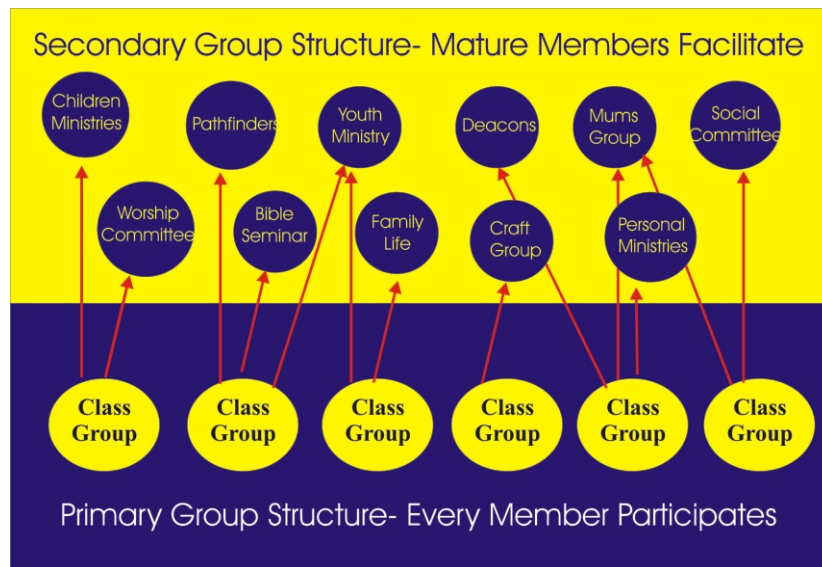 Secondary Group Structure- Mature Members Facilitate
Children
Ministries
Pathfinders
Youth
Ministry
Deacons
Mums
Group
Social
Committee
Worship
Committee
Bible
Seminar
Family
Life
Craft
Group
Personal
Ministries
Class
Group
Class
Group
Class
Group
Class
Group
Class
Group
Class
Group
Primary Group Structure- Every Member Participates